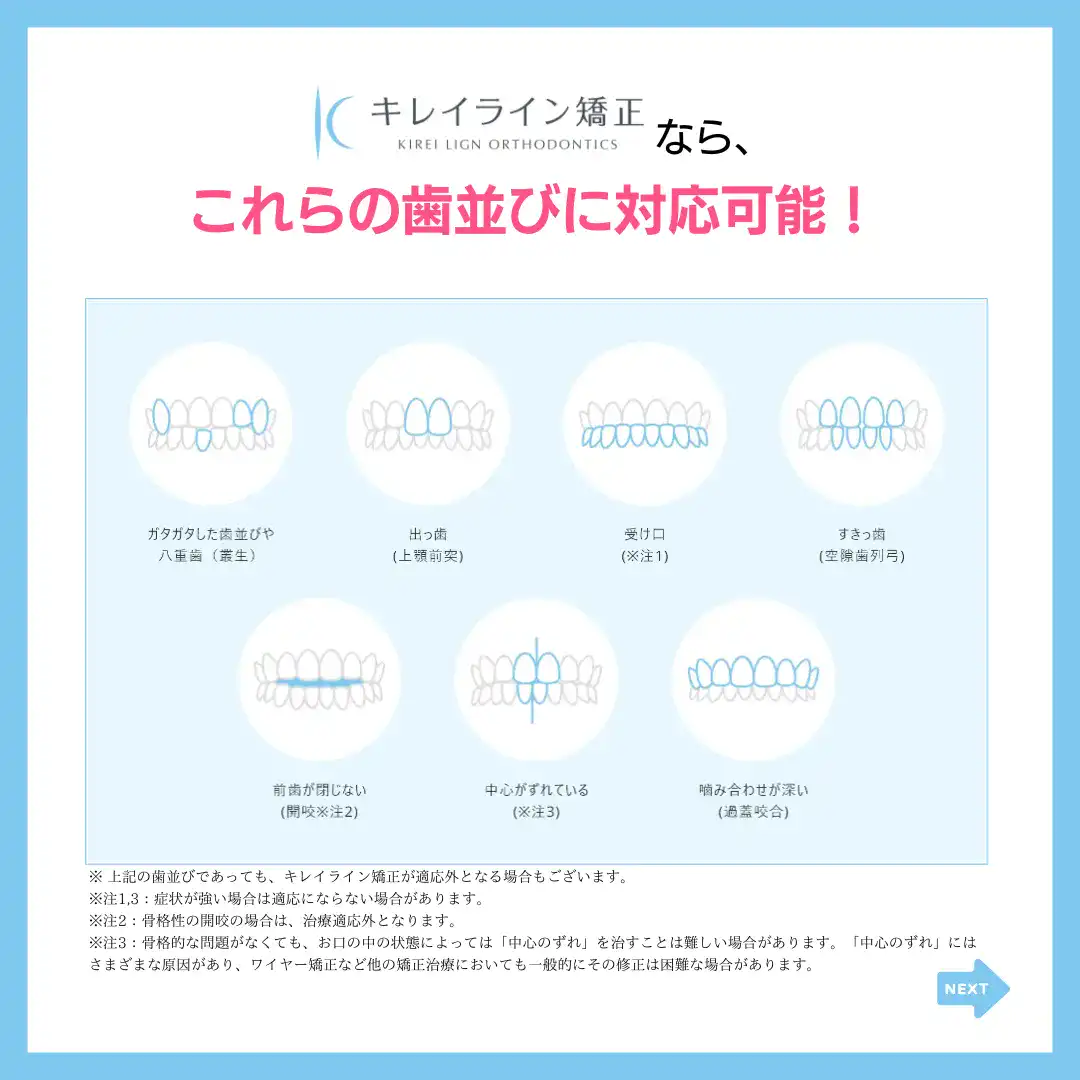 キレイライン矯正
KIREI LIGN ORTHODONTICS
なら、
これらの歯並びに対応可能！
ガタガタした歯並びや
八重歯（叢生）
出っ歯
(上顎前突)
受け口
(※注1)
すきっ歯
(空隙歯列弓)
前歯が閉じない
(開咬※注2)
中心がずれている
(※注3)
噛み合わせが深い
(過蓋咬合)
※ 上記の歯並びであっても、キレイライン矯正が適応外となる場合もございます。
※注1,3：症状が強い場合は適応にならない場合があります。
※注2：骨格性の開咬の場合は、治療適応外となります。
※注3：骨格的な問題がなくても、お口の中の状態によっては「中心のずれ」を治すことは難しい場合があります。「中心のずれ」には
さまざまな原因があり、ワイヤー矯正など他の矯正治療においても一般的にその修正は困難な場合があります。
NEXT